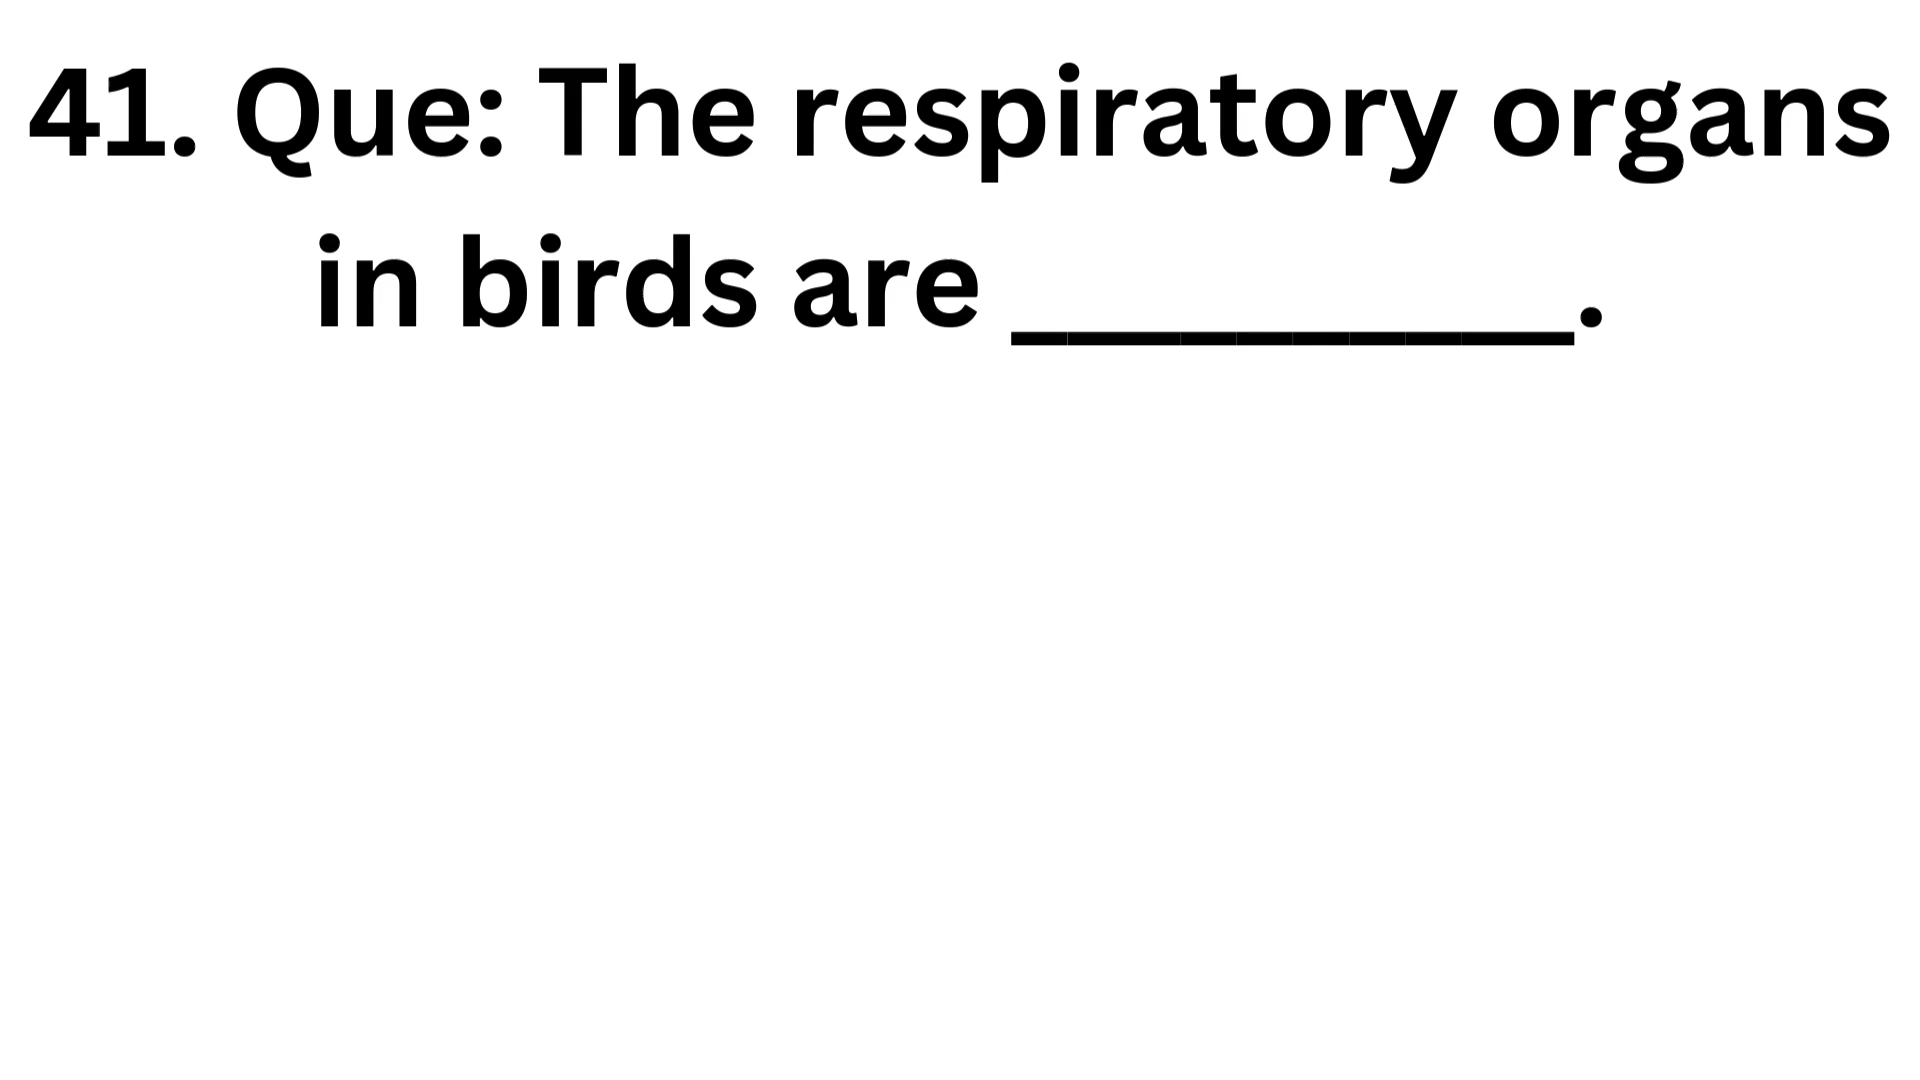 41. Que: The respiratory organs
in birds are __________.